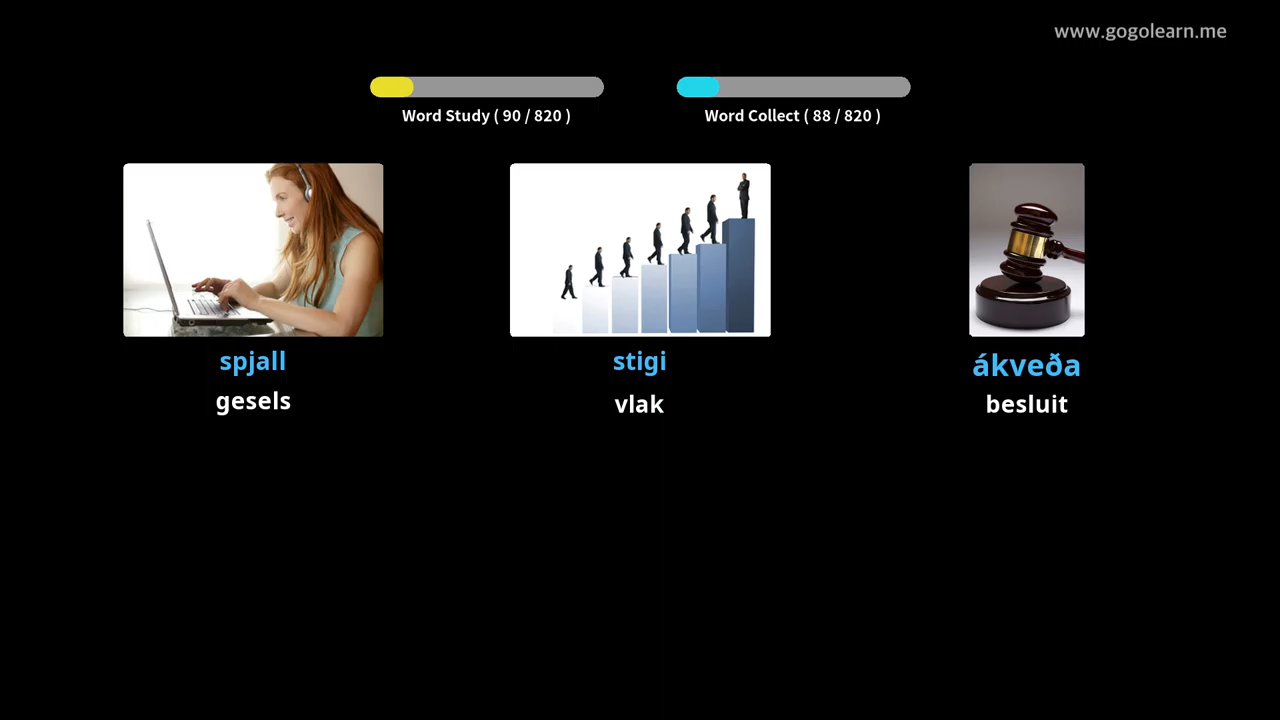 www.gogolearn.me
Word Study ( 90 / 820 )
Word Collect ( 88 / 820 )
spjall
stigi
ákveða
gesels
vlak
besluit